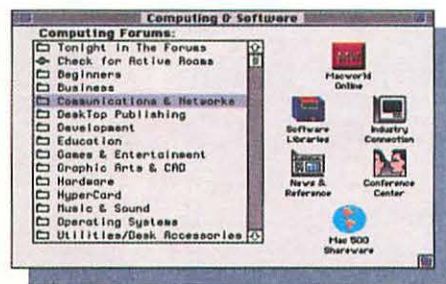 Computing & Software
Computing Forums:
Tonight In The Forums
Check for Active Rooms
Beginners
Business
Communications & Networks
DeskTop Publishing
Development
Education
Games & Entertainment
Graphic Arts & CAD
Hardware
HyperCard
Music & Sound
Operating Systems
Utilities/Desk Accessories
Macworld
Online
Software
Libraries
Industry
Connection
News &
Reference
Conference
Center
Mac 500
Shareware